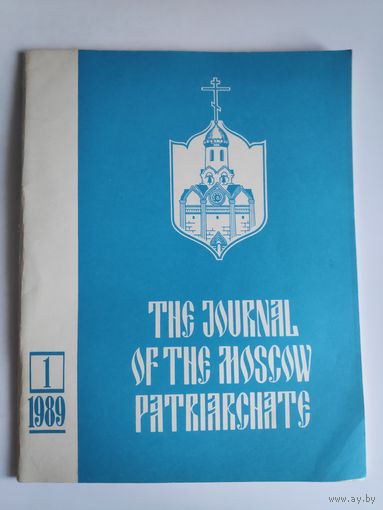 THE JOURNAL
OF THE MOSCOW
PATRIARCHATE
1
1989
www.ay.by